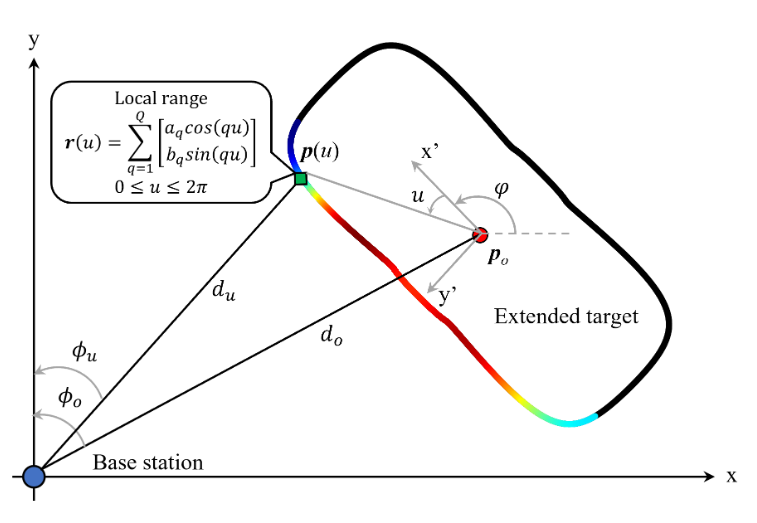 y
Local range
r(u) = Σ_{q=1}^{Q} [a_q cos(qu) b_q sin(qu)]
0 ≤ u ≤ 2π
p(u)
x'
u
φ
p_o
y'
Extended target
d_u
d_o
ϕ_u
ϕ_o
Base station
x